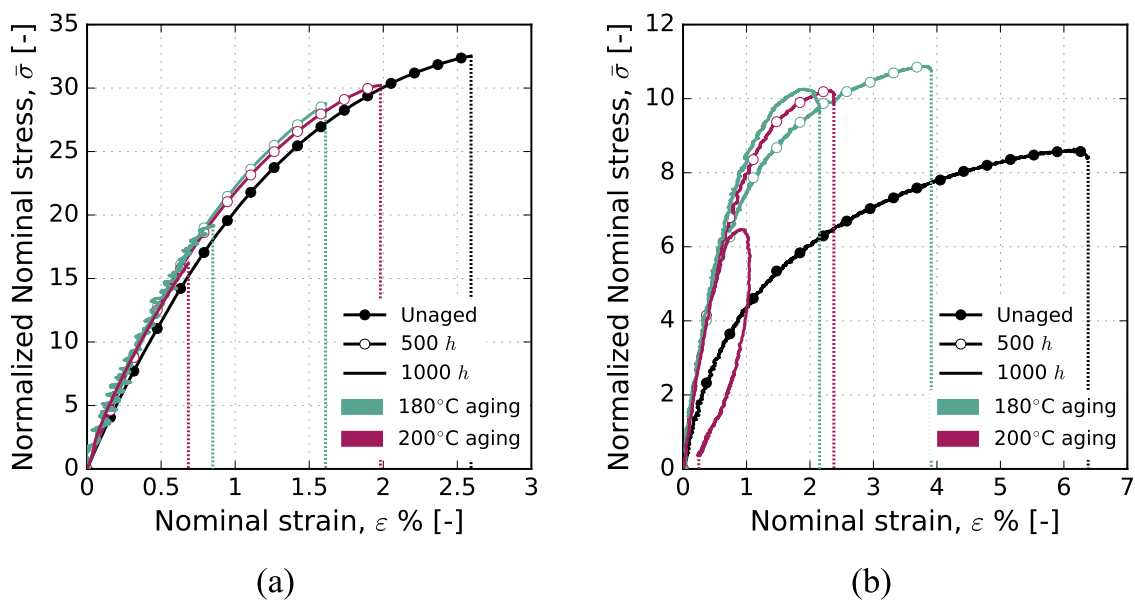 35
30
25
20
15
10
5
0
Normalized Nominal stress, σ̄ [-]
Unaged
500 h
1000 h
180°C aging
200°C aging
0 0.5 1 1.5 2 2.5 3
Nominal strain, ε % [-]
(a)
12
10
8
6
4
2
0
Normalized Nominal stress, σ̄ [-]
Unaged
500 h
1000 h
180°C aging
200°C aging
0 1 2 3 4 5 6 7
Nominal strain, ε % [-]
(b)